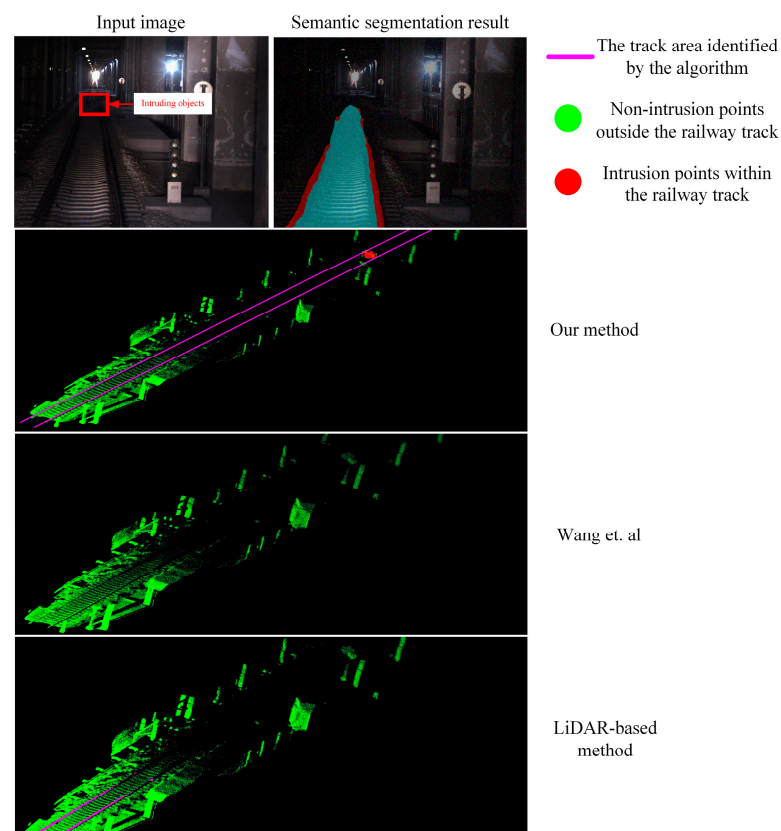 Input image
Semantic segmentation result
Intruding objects
The track area identified
by the algorithm
Non-intrusion points
outside the railway track
Intrusion points within
the railway track
Our method
Wang et. al
LiDAR-based
method